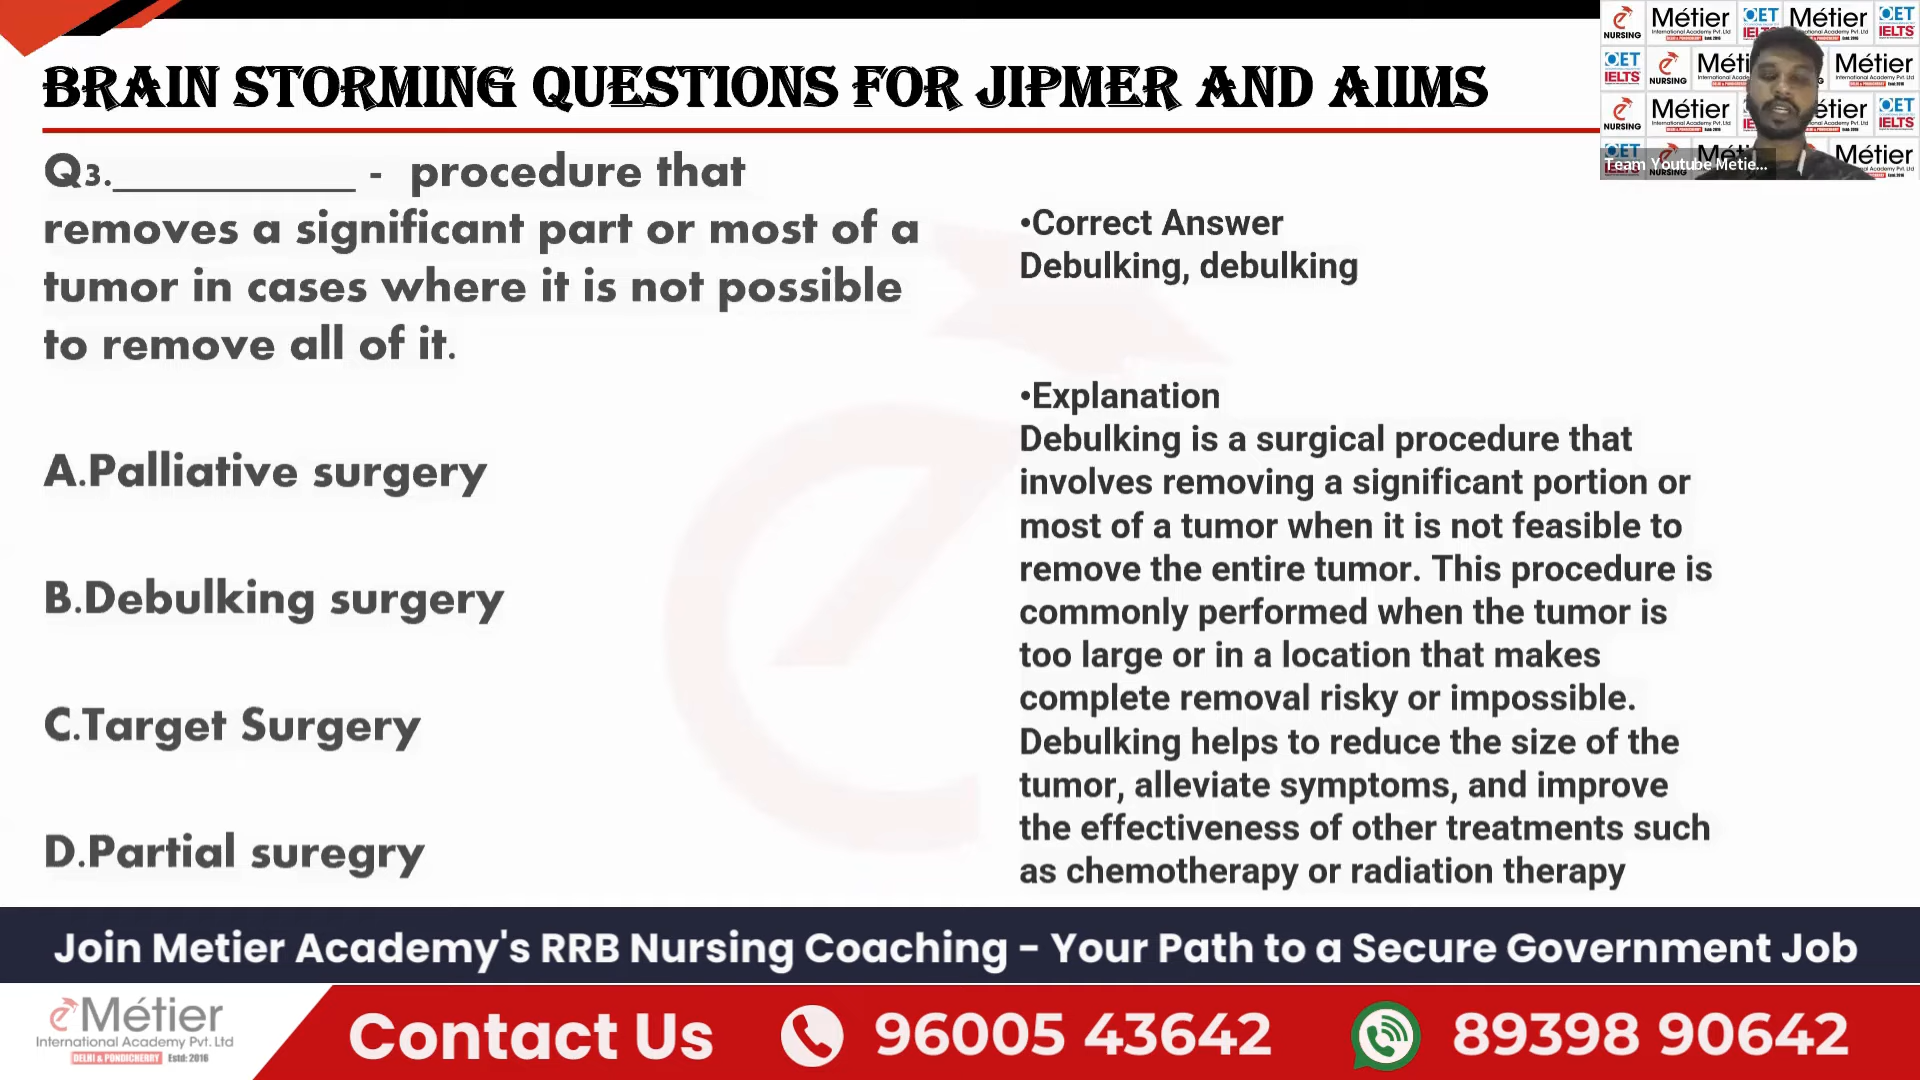 BRAIN STORMING QUESTIONS FOR JIPMER AND AIIMS
Q3.____________ -  procedure that
removes a significant part or most of a
tumor in cases where it is not possible
to remove all of it.
A.Palliative surgery
B.Debulking surgery
C.Target Surgery
D.Partial suregry
•Correct Answer
Debulking, debulking
•Explanation
Debulking is a surgical procedure that
involves removing a significant portion or
most of a tumor when it is not feasible to
remove the entire tumor. This procedure is
commonly performed when the tumor is
too large or in a location that makes
complete removal risky or impossible.
Debulking helps to reduce the size of the
tumor, alleviate symptoms, and improve
the effectiveness of other treatments such
as chemotherapy or radiation therapy
Team Youtube Metie...
Join Metier Academy's RRB Nursing Coaching - Your Path to a Secure Government Job
e Métier
International Academy Pvt. Ltd
DELHI & PONDICHERRY Estd: 2016
Contact Us
96005 43642
89398 90642